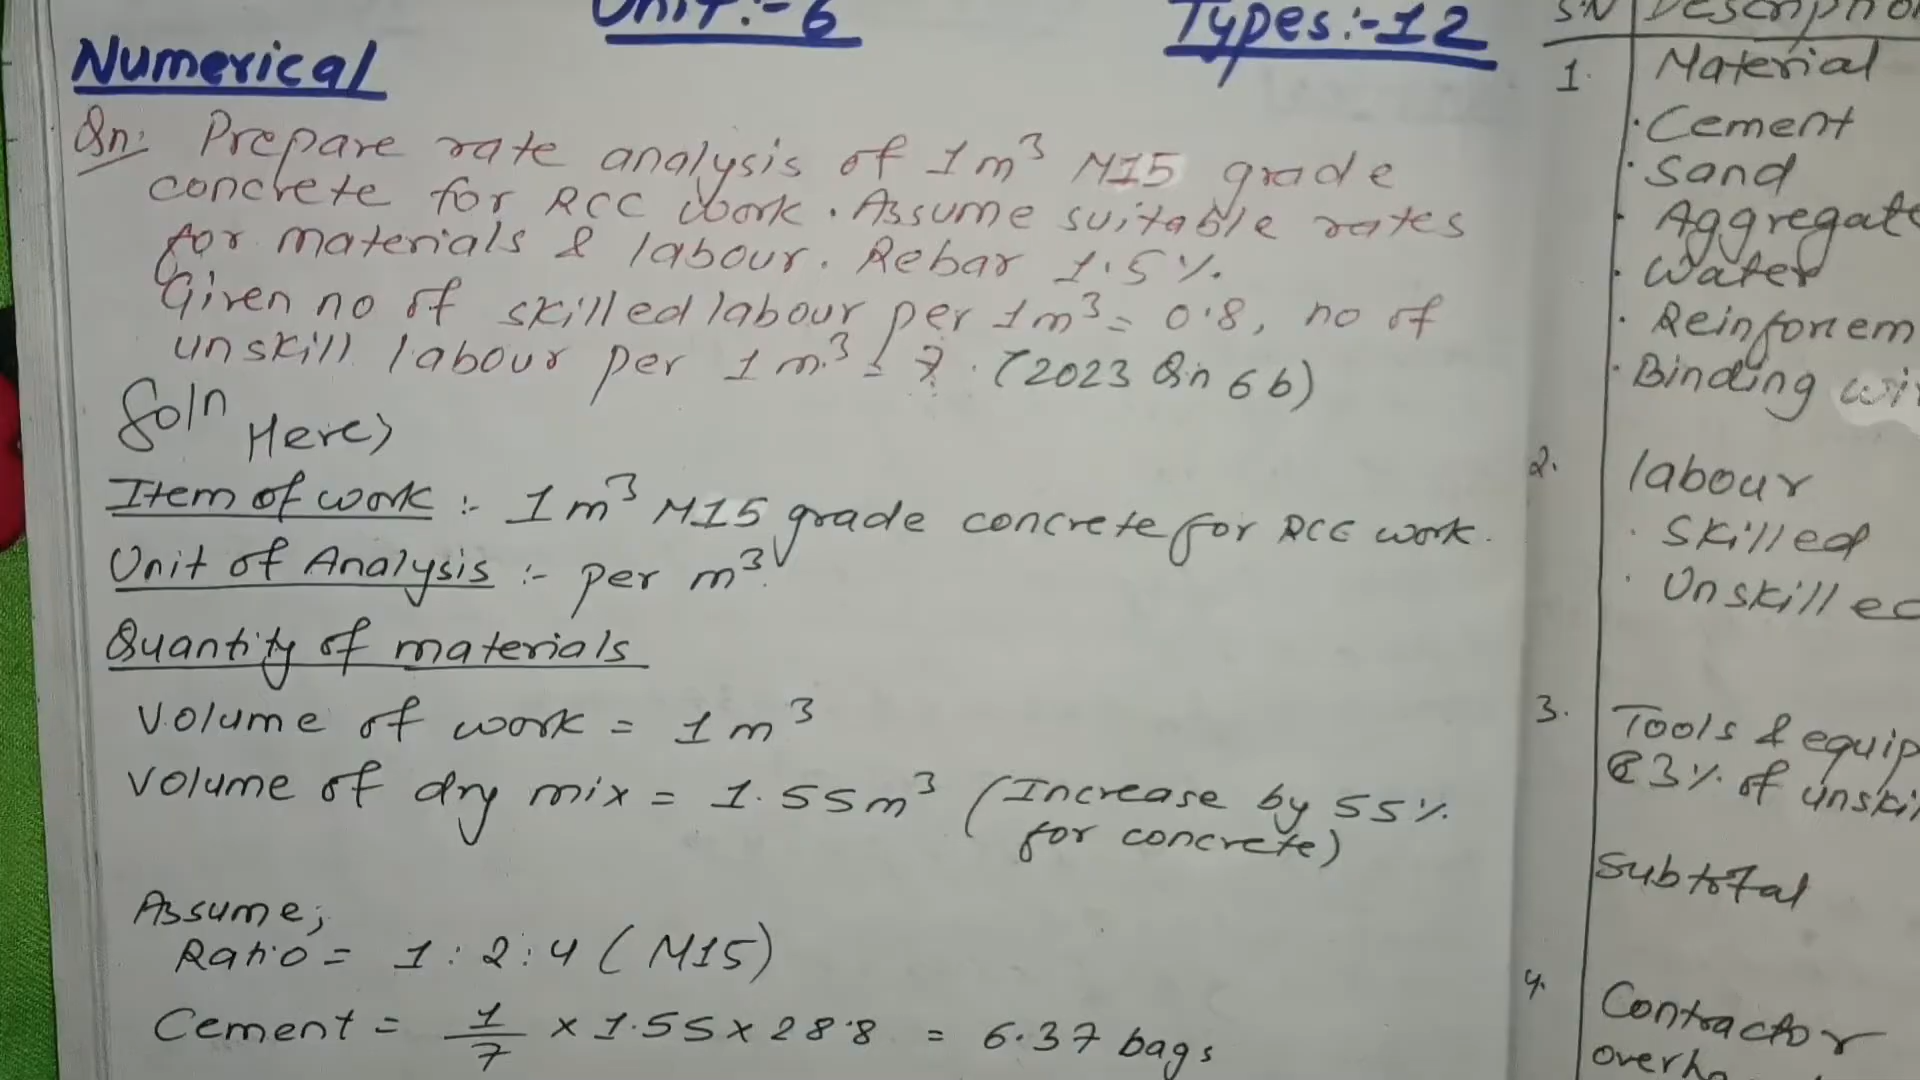 Unit:-6
Types:-12
Numerical
Qn: Prepare rate analysis of 1m³ M15 grade
concrete for RCC work. Assume suitable rates
for materials & labour. Rebar 1.5%.
Given no of skilled labour per 1m³ = 0.8, no of
unskill labour per 1m³ = 7. (2023 Qn 6b)
Soln Here,
Item of work :- 1m³ M15 grade concrete for RCC work.
Unit of Analysis :- per m³.
Quantity of materials
Volume of work = 1m³
Volume of dry mix = 1.55m³ (Increase by 55%
for concrete)
Assume;
Ratio = 1:2:4 (M15)
Cement = 1/7 x 1.55 x 28.8 = 6.37 bags
S.N
1. Material
· Cement
· Sand
· Aggregate
· Water
·
· Binding
2. labour
· Skilled
·
3. Tools &
@3% of
Subtotal
4. Contractor